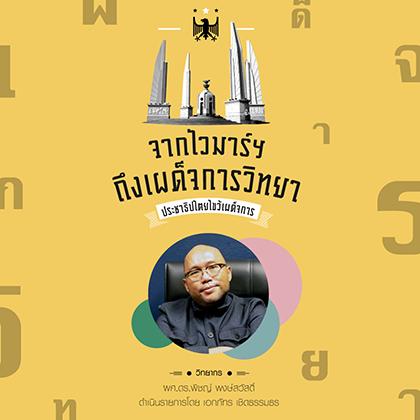 จากไวมาร์ฯ
ถึงเผด็จการวิทยา
ประชาธิปไตยไขว้เผด็จการ
วิทยากร
ผศ.ดร.พิชญ์ พงษ์สวัสดิ์
ดำเนินรายการโดย เอกภัทร เชิดธรรมธร